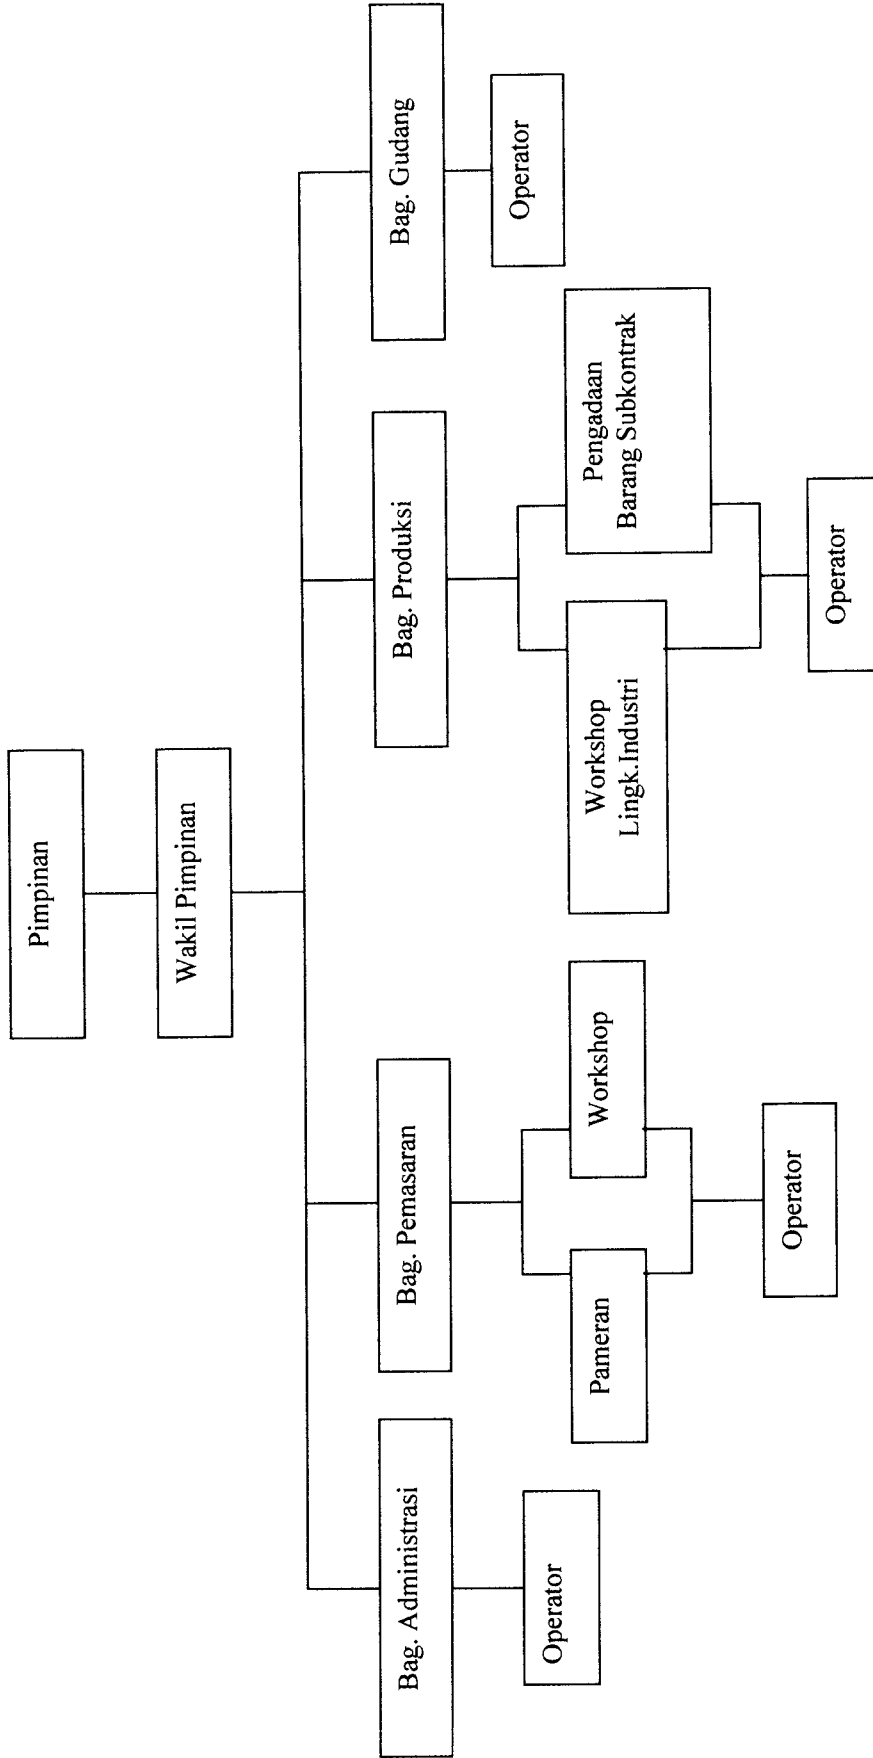 Pimpinan
Wakil Pimpinan
Bag. Administrasi
Bag. Pemasaran
Bag. Produksi
Bag. Gudang
Operator
Pameran
Workshop
Workshop
Lingk.Industri
Pengadaan
Barang Subkontrak
Operator
Operator
Operator